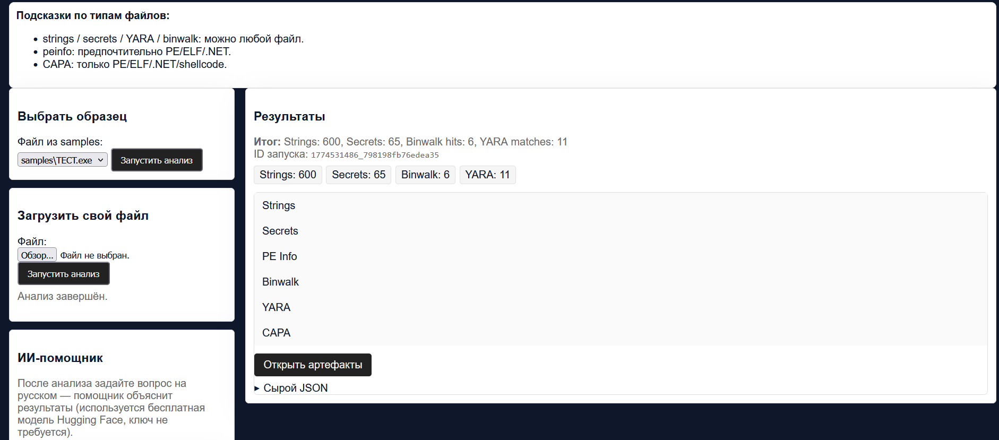 Подсказки по типам файлов:
• strings / secrets / YARA / binwalk: можно любой файл.
• peinfo: предпочтительно PE/ELF/.NET.
• CAPA: только PE/ELF/.NET/shellcode.
Выбрать образец
Файл из samples:
samples\ТЕСТ.exe
Запустить анализ
Загрузить свой файл
Файл:
Обзор... Файл не выбран.
Запустить анализ
Анализ завершён.
ИИ-помощник
После анализа задайте вопрос на
русском — помощник объяснит
результаты (используется бесплатная
модель Hugging Face, ключ не
требуется).
Результаты
Итог: Strings: 600, Secrets: 65, Binwalk hits: 6, YARA matches: 11
ID запуска: 1774531486_798198fb76edea35
Strings: 600 Secrets: 65 Binwalk: 6 YARA: 11
Strings
Secrets
PE Info
Binwalk
YARA
CAPA
Открыть артефакты
▸ Сырой JSON